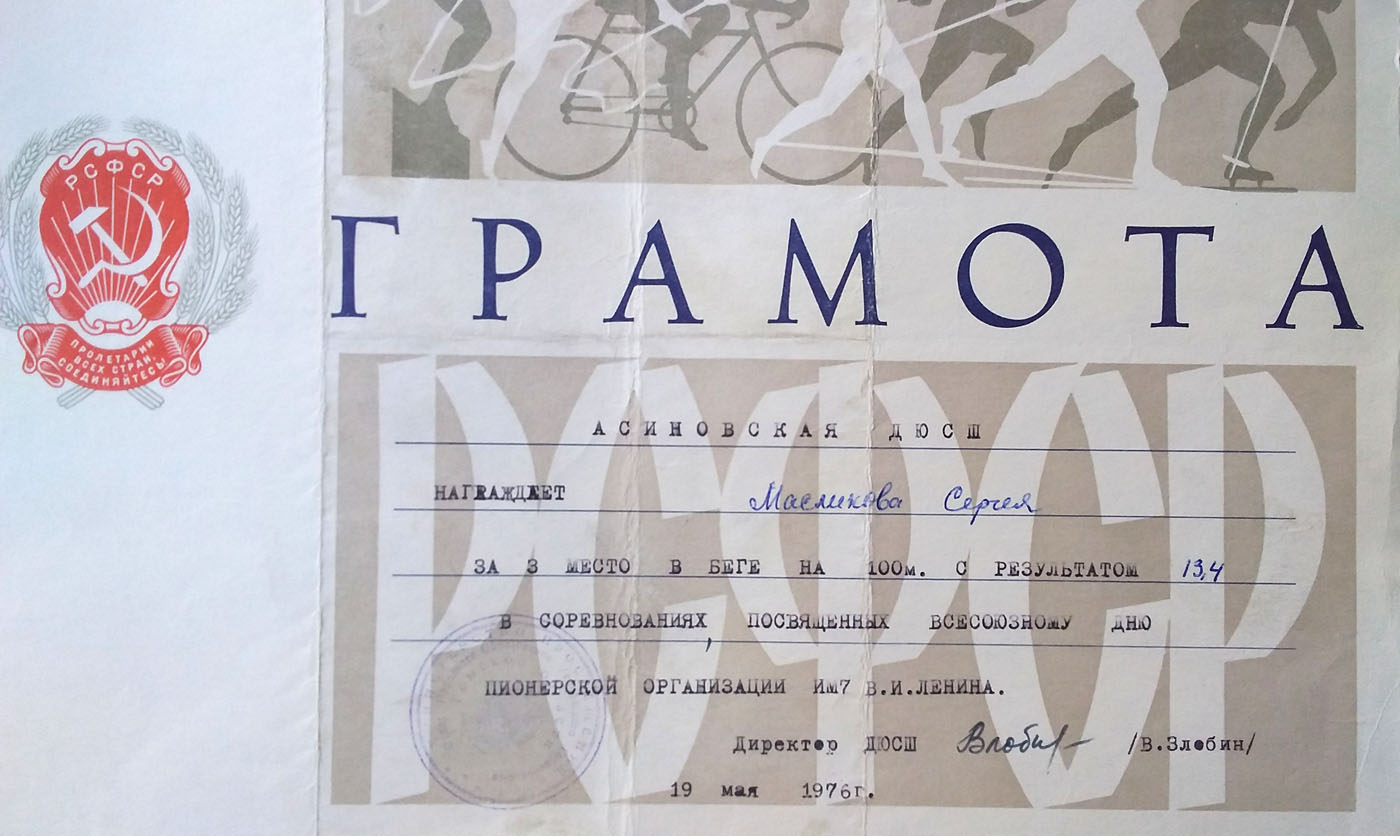 РСФСР
ПРОЛЕТАРИИ
ВСЕХ СТРАН,
СОЕДИНЯЙТЕСЬ!
ГРАМОТА
РСФСР
АСИНОВСКАЯ ДЮСШ
НАГРАЖДАЕТ Масликова Сергея
ЗА 3 МЕСТО В БЕГЕ НА 100м. С РЕЗУЛЬТАТОМ 13,4
В СОРЕВНОВАНИЯХ, ПОСВЯЩЕННЫХ ВСЕСОЮЗНОМУ ДНЮ
ПИОНЕРСКОЙ ОРГАНИЗАЦИИ ИМ7 В.И.ЛЕНИНА.
Директор ДЮСШ /В.Злобин/
19 мая 1976г.